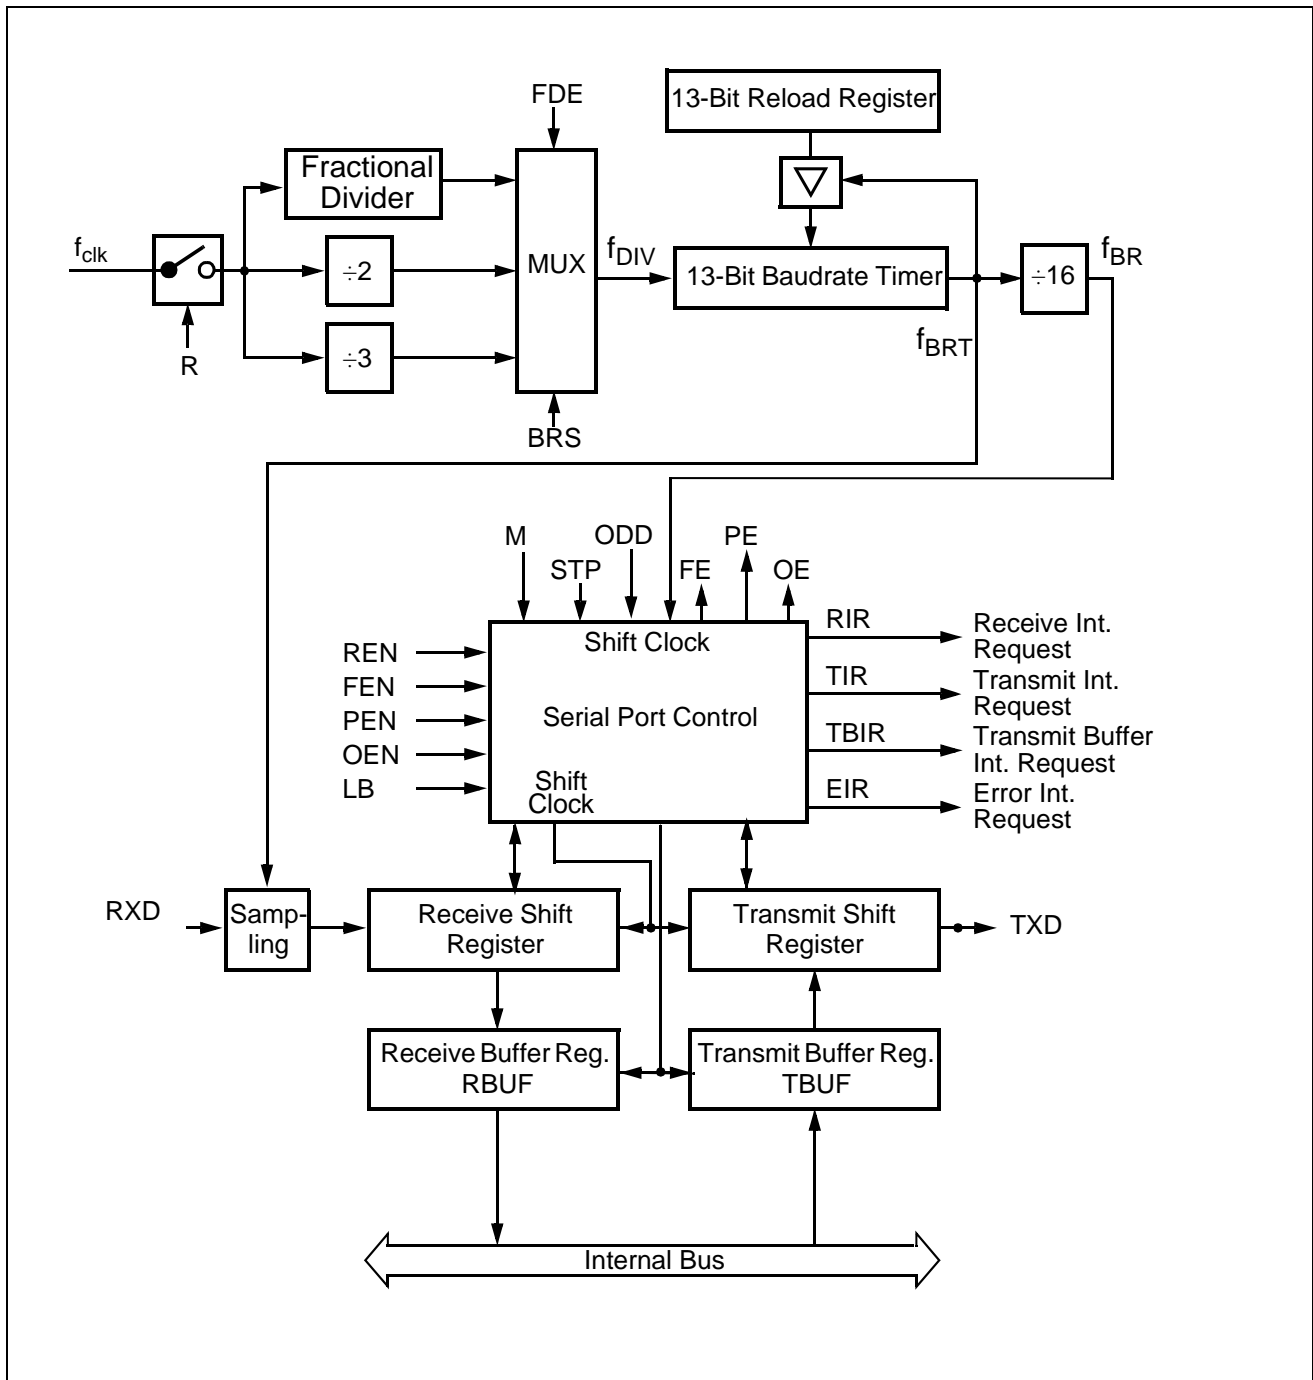 FDE
13-Bit Reload Register
Fractional
Divider
fclk
÷2
MUX
fDIV
13-Bit Baudrate Timer
÷16
fBR
R
÷3
fBRT
BRS
M
STP
ODD
FE
PE
OE
Shift Clock
Serial Port Control
Shift
Clock
REN
FEN
PEN
OEN
LB
RIR
Receive Int.
Request
TIR
Transmit Int.
Request
TBIR
Transmit Buffer
Int. Request
EIR
Error Int.
Request
RXD
Samp-
ling
Receive Shift
Register
Transmit Shift
Register
TXD
Receive Buffer Reg.
RBUF
Transmit Buffer Reg.
TBUF
Internal Bus